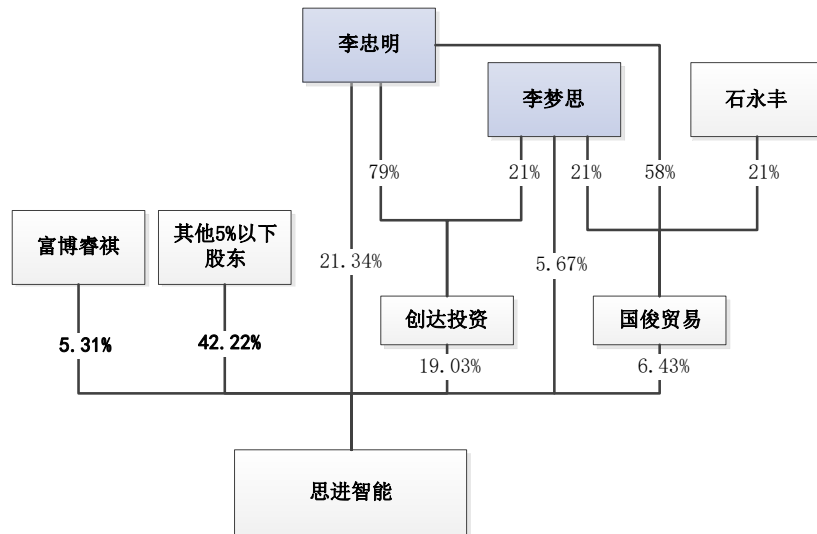 李忠明
李梦思
石永丰
79%
21%
21%
58%
21%
富博睿祺
其他5%以下
股东
21.34%
5.67%
创达投资
国俊贸易
5.31%
42.22%
19.03%
6.43%
思进智能